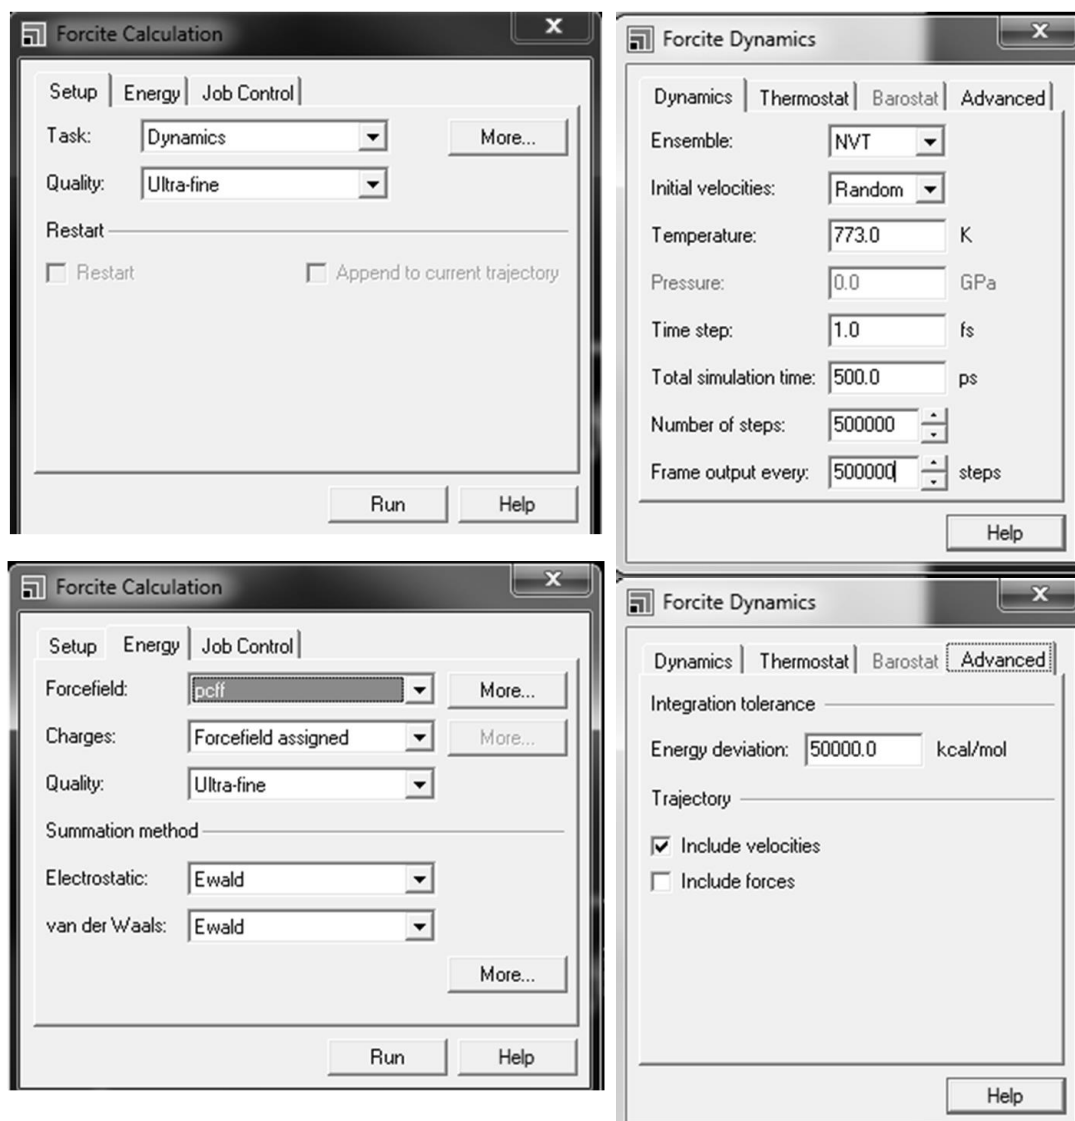 Forcite Calculation
Setup Energy Job Control
Task: Dynamics More...
Quality: Ultra-fine
Restart
Restart Append to current trajectory
Run Help
Forcite Dynamics
Dynamics Thermostat Barostat Advanced
Ensemble: NVT
Initial velocities: Random
Temperature: 773.0 K
Pressure: 0.0 GPa
Time step: 1.0 fs
Total simulation time: 500.0 ps
Number of steps: 500000
Frame output every: 500000 steps
Help
Forcite Calculation
Setup Energy Job Control
Forcefield: pcff More...
Charges: Forcefield assigned More...
Quality: Ultra-fine
Summation method
Electrostatic: Ewald
van der Waals: Ewald
More...
Run Help
Forcite Dynamics
Dynamics Thermostat Barostat Advanced
Integration tolerance
Energy deviation: 50000.0 kcal/mol
Trajectory
Include velocities
Include forces
Help